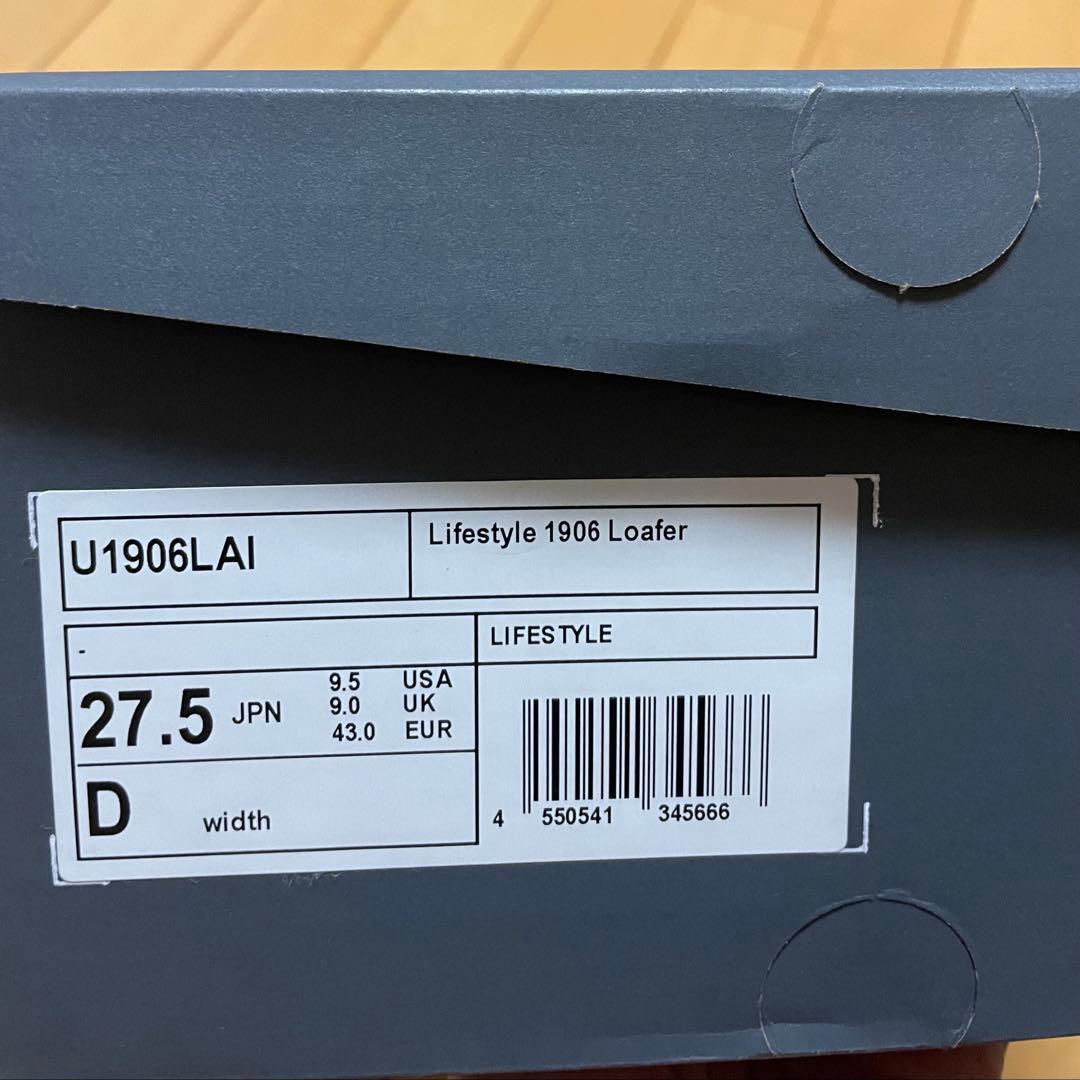 U1906LAI
Lifestyle 1906 Loafer
-
LIFESTYLE
27.5 JPN
9.5 USA
9.0 UK
43.0 EUR
D width
4 550541 345666